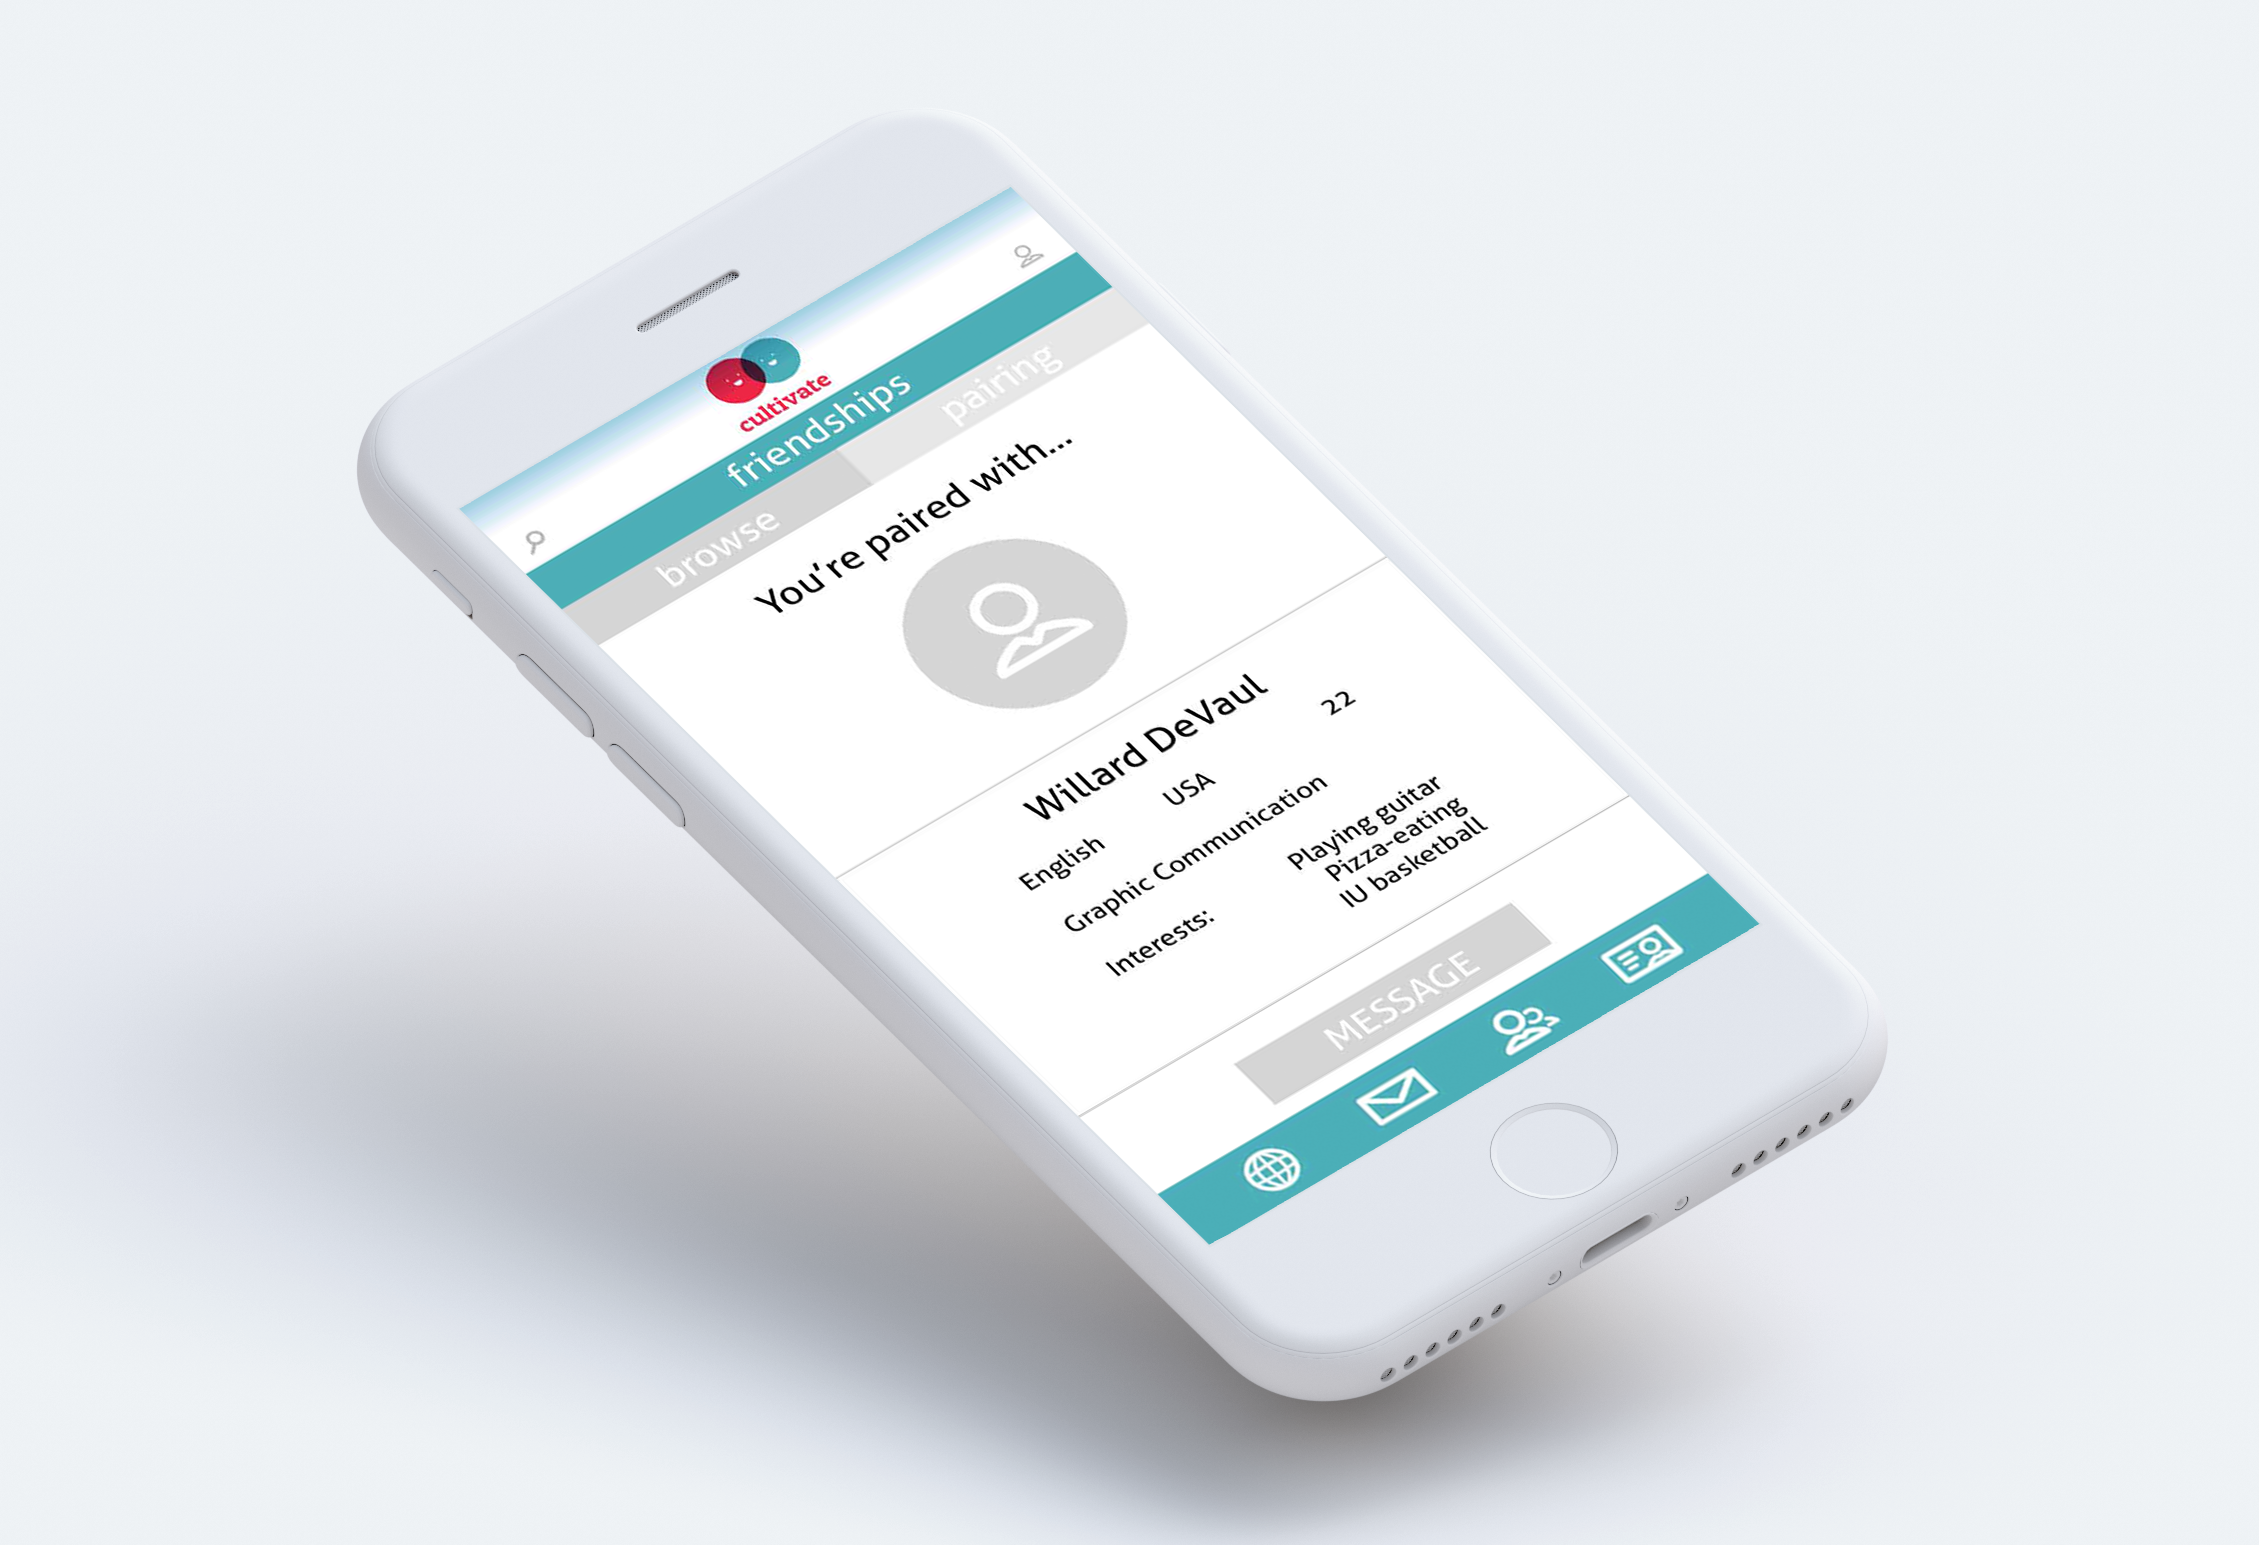 cultivate
friendships
browse pairing
You're paired with...
Willard DeVaul
English USA 22
Graphic Communication
Interests: Playing guitar
Pizza-eating
IU basketball
MESSAGE